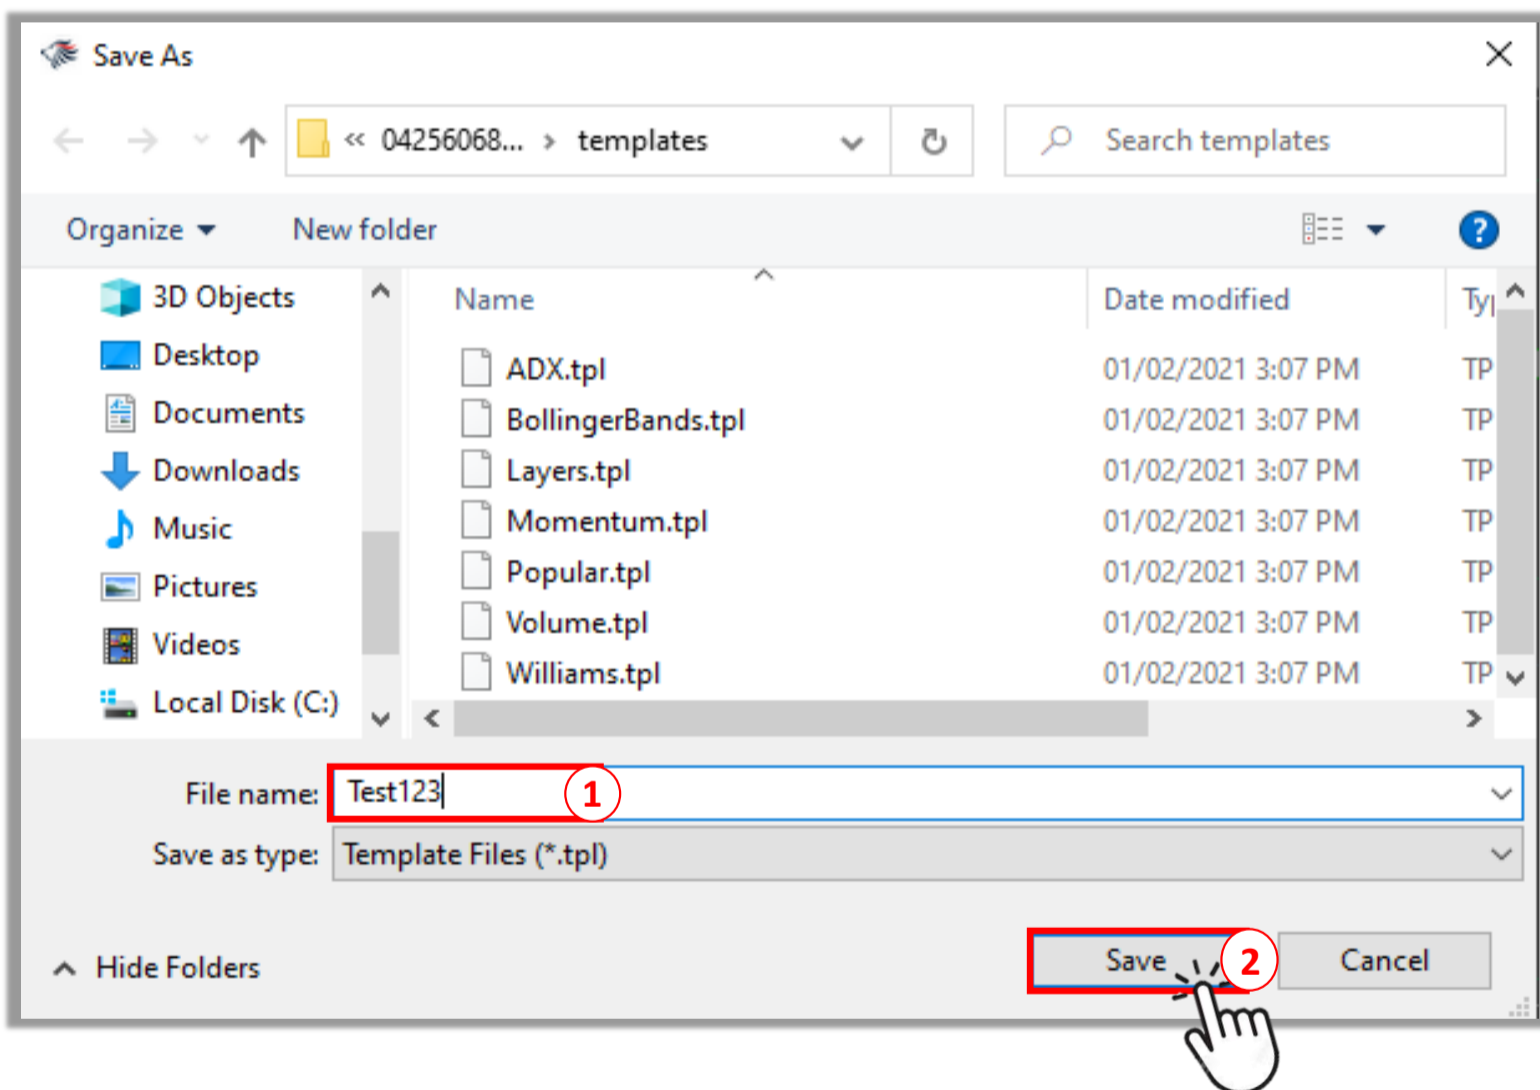 Save As
« 04256068... > templates
Search templates
Organize
New folder
?
3D Objects
Desktop
Documents
Downloads
Music
Pictures
Videos
Local Disk (C:)
Name
Date modified
ADX.tpl 01/02/2021 3:07 PM TP
BollingerBands.tpl 01/02/2021 3:07 PM TP
Layers.tpl 01/02/2021 3:07 PM TP
Momentum.tpl 01/02/2021 3:07 PM TP
Popular.tpl 01/02/2021 3:07 PM TP
Volume.tpl 01/02/2021 3:07 PM TP
Williams.tpl 01/02/2021 3:07 PM TP
File name: Test123 1
Save as type: Template Files (*.tpl)
Hide Folders
Save 2 Cancel